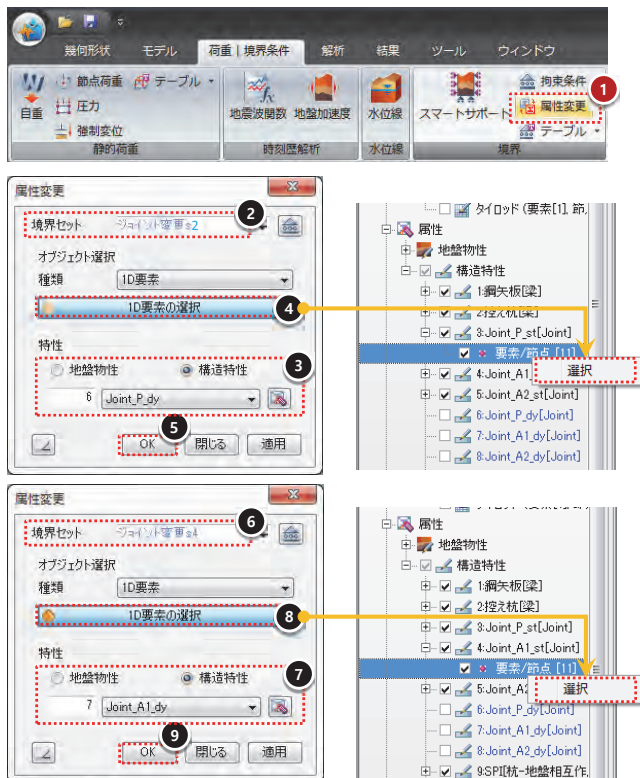 幾何形状 モデル 荷重 | 境界条件 解析 結果 ツール ウィンドウ
自重
節点荷重 テーブル
圧力
強制変位
静的荷重
地震波関数 地盤加速度
時刻歴解析
水位線
水位線
スマートサポート
拘束条件
属性変更
テーブル
境界
1
属性変更
境界セット ジョイント変更s2
2
オブジェクト選択
種類 1D要素
1D要素の選択
4
特性
地盤物性 構造特性
3
6 Joint_P_dy
5
OK 閉じる 適用
タイロッド (要素[1], 節
属性
地盤物性
構造特性
1:鋼矢板[梁]
2:控え杭[梁]
3:Joint_P_st[Joint]
要素/節点 [11]
選択
4:Joint_A1
5:Joint_A2_st[Joint]
6:Joint_P_dy[Joint]
7:Joint_A1_dy[Joint]
8:Joint_A2_dy[Joint]
属性変更
境界セット ジョイント変更s4
6
オブジェクト選択
種類 1D要素
1D要素の選択
8
特性
地盤物性 構造特性
7
7 Joint_A1_dy
9
OK 閉じる 適用
属性
地盤物性
構造特性
1:鋼矢板[梁]
2:控え杭[梁]
3:Joint_P_st[Joint]
4:Joint_A1_st[Joint]
要素/節点 [11]
選択
5:Joint_A2
6:Joint_P_dy[Joint]
7:Joint_A1_dy[Joint]
8:Joint_A2_dy[Joint]
9:SPI[杭-地盤相互作